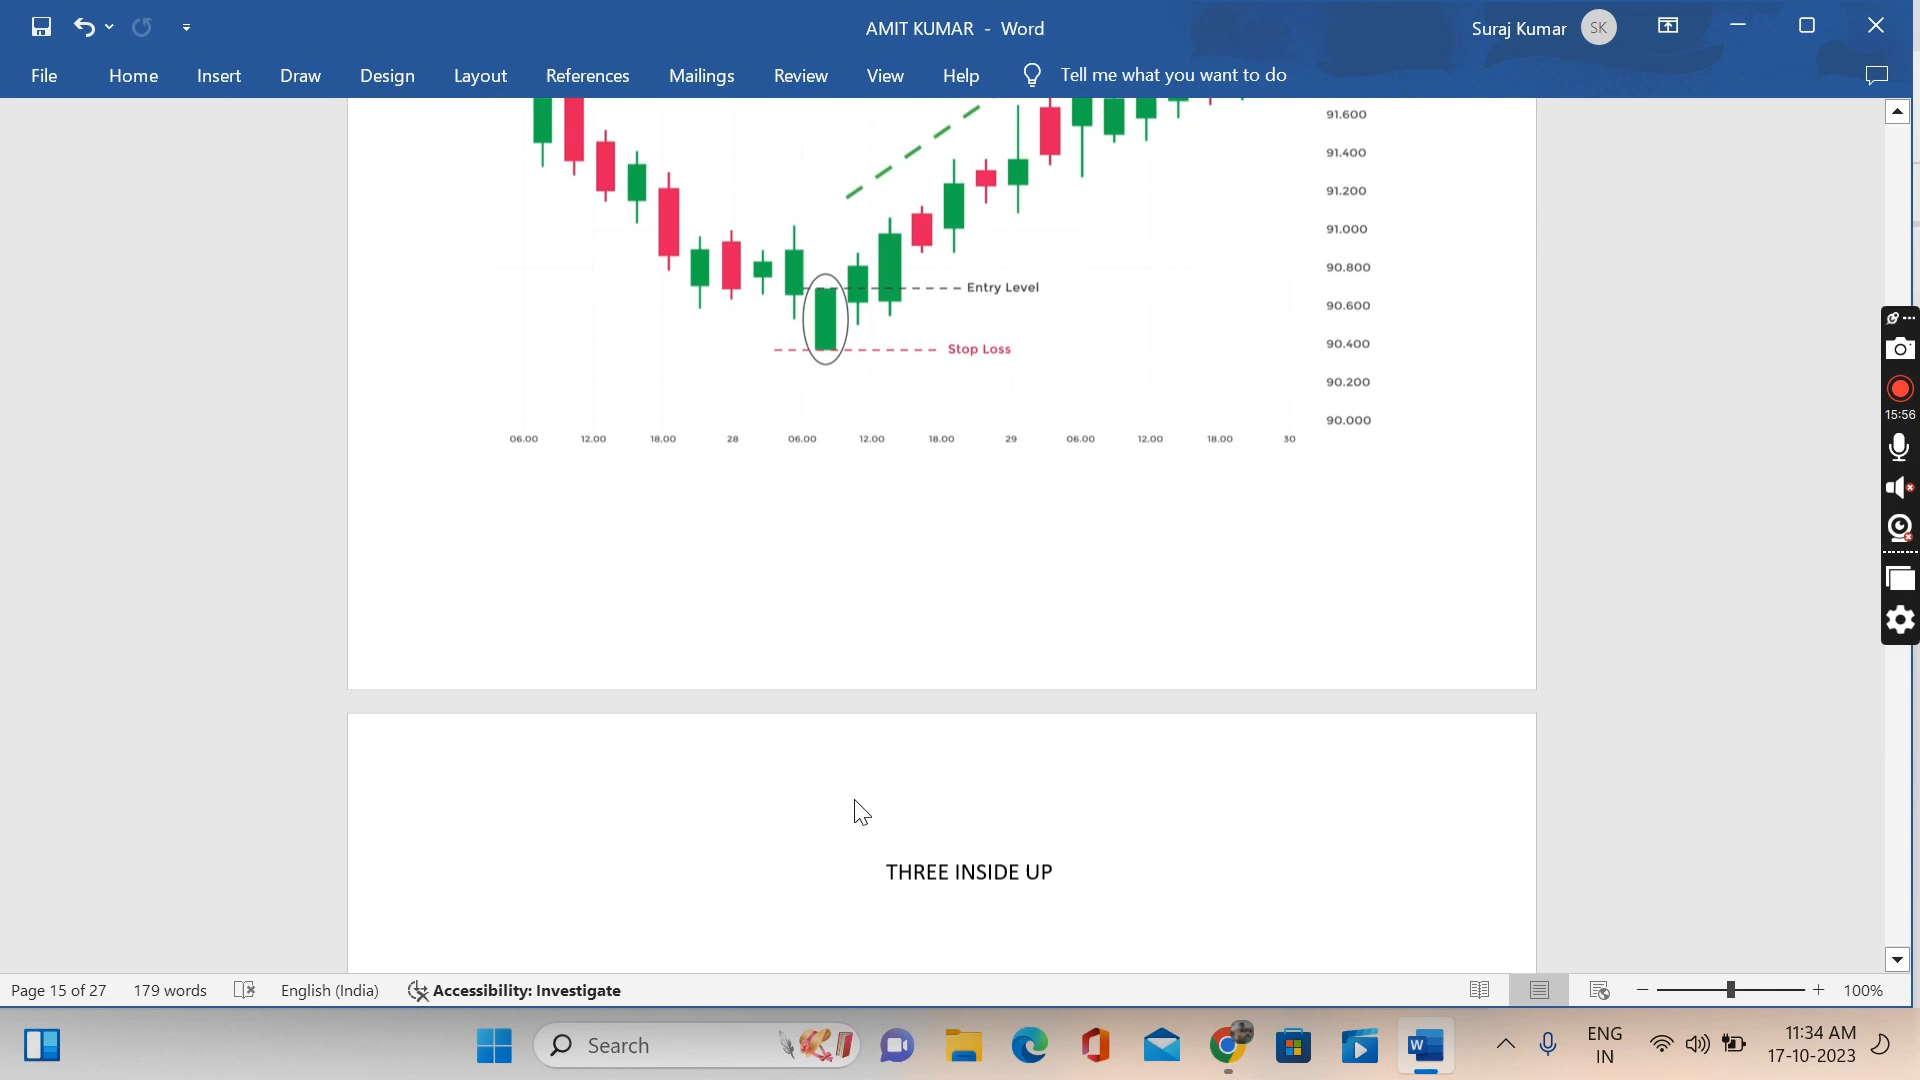 AMIT KUMAR - Word
Suraj Kumar
SK
File
Home
Insert
Draw
Design
Layout
References
Mailings
Review
View
Help
Tell me what you want to do
91.600
91.400
91.200
91.000
90.800
Entry Level
90.600
90.400
Stop Loss
90.200
90.000
06.00
12.00
18.00
28
06.00
12.00
18.00
29
06.00
12.00
18.00
30
15:56
THREE INSIDE UP
Page 15 of 27
179 words
English (India)
Accessibility: Investigate
100%
Search
W
ENG
IN
11:34 AM
17-10-2023